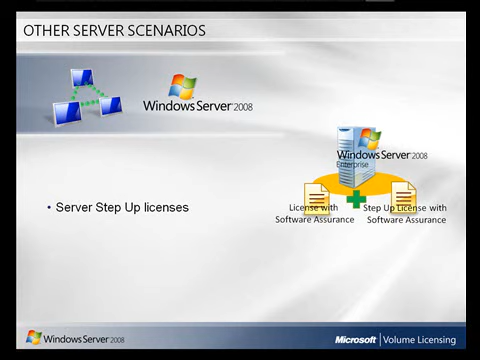 OTHER SERVER SCENARIOS
Windows Server 2008
Windows Server 2008
Enterprise
• Server Step Up licenses
License with
Software Assurance
Step Up License with
Software Assurance
Windows Server 2008
Microsoft | Volume Licensing